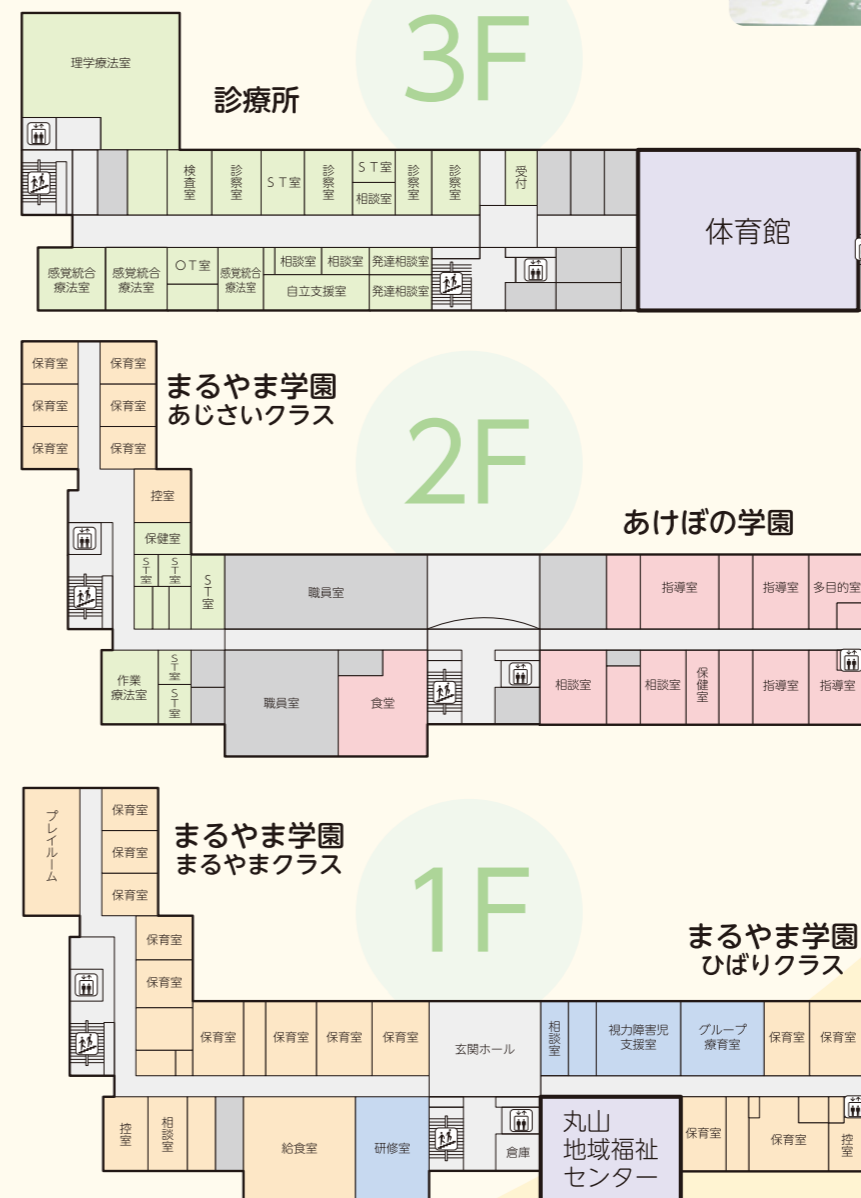 3F
理学療法室
診療所
検査室
診察室
ST室
診察室
ST室
相談室
診察室
診察室
受付
体育館
感覚統合
療法室
感覚統合
療法室
OT室
感覚統合
療法室
相談室
相談室
発達相談室
自立支援室
発達相談室
2F
保育室
保育室
保育室
保育室
保育室
保育室
まるやま学園
あじさいクラス
控室
保健室
ST室
ST室
ST室
職員室
あけぼの学園
指導室
指導室
多目的室
作業
療法室
ST室
ST室
職員室
食堂
相談室
相談室
保健室
指導室
指導室
1F
プレイルーム
保育室
保育室
保育室
まるやま学園
まるやまクラス
保育室
保育室
まるやま学園
ひばりクラス
保育室
保育室
保育室
保育室
玄関ホール
相談室
視力障害児
支援室
グループ
療育室
保育室
保育室
控室
相談室
給食室
研修室
倉庫
丸山
地域福祉
センター
保育室
保育室
控室